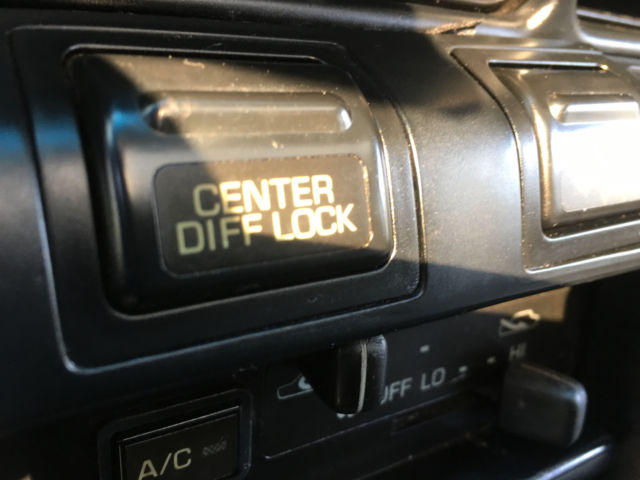 CENTER
DIFF LOCK
OFF LO HI
A/C